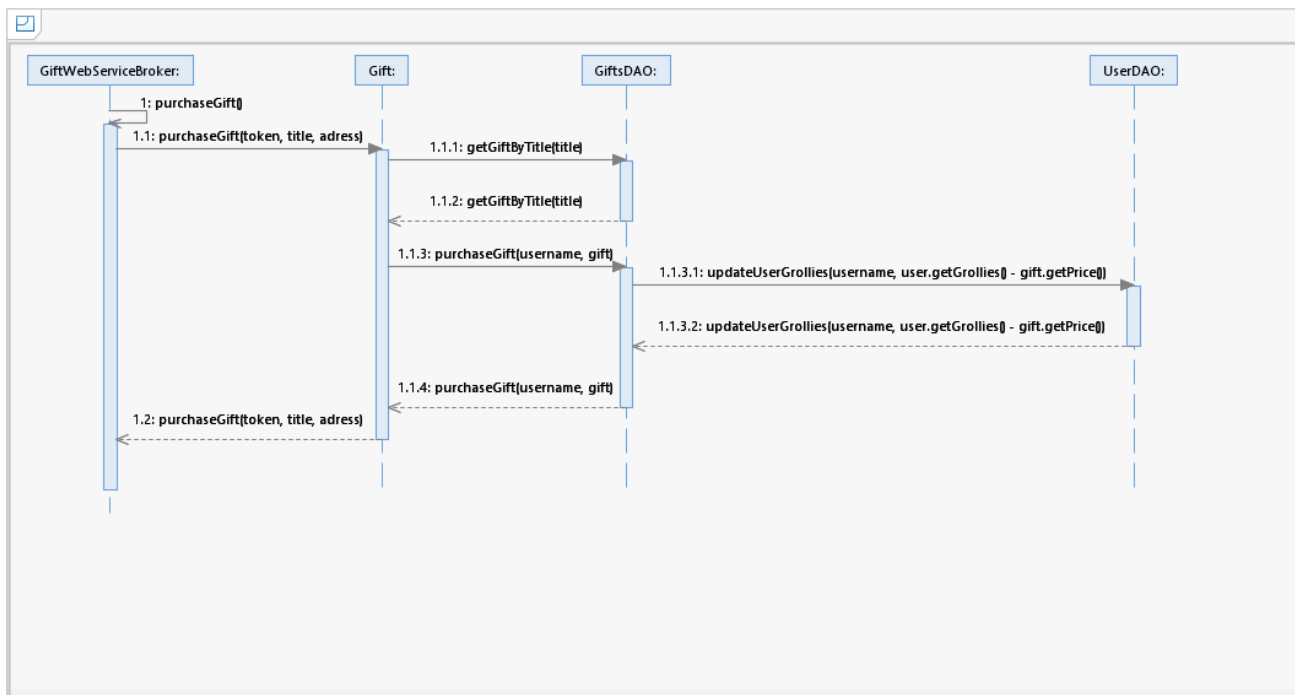 GiftWebServiceBroker:
Gift:
GiftsDAO:
UserDAO:
1: purchaseGift()
1.1: purchaseGift(token, title, adress)
1.1.1: getGiftByTitle(title)
1.1.2: getGiftByTitle(title)
1.1.3: purchaseGift(username, gift)
1.1.3.1: updateUserGrollies(username, user.getGrollies() - gift.getPrice())
1.1.3.2: updateUserGrollies(username, user.getGrollies() - gift.getPrice())
1.1.4: purchaseGift(username, gift)
1.2: purchaseGift(token, title, adress)